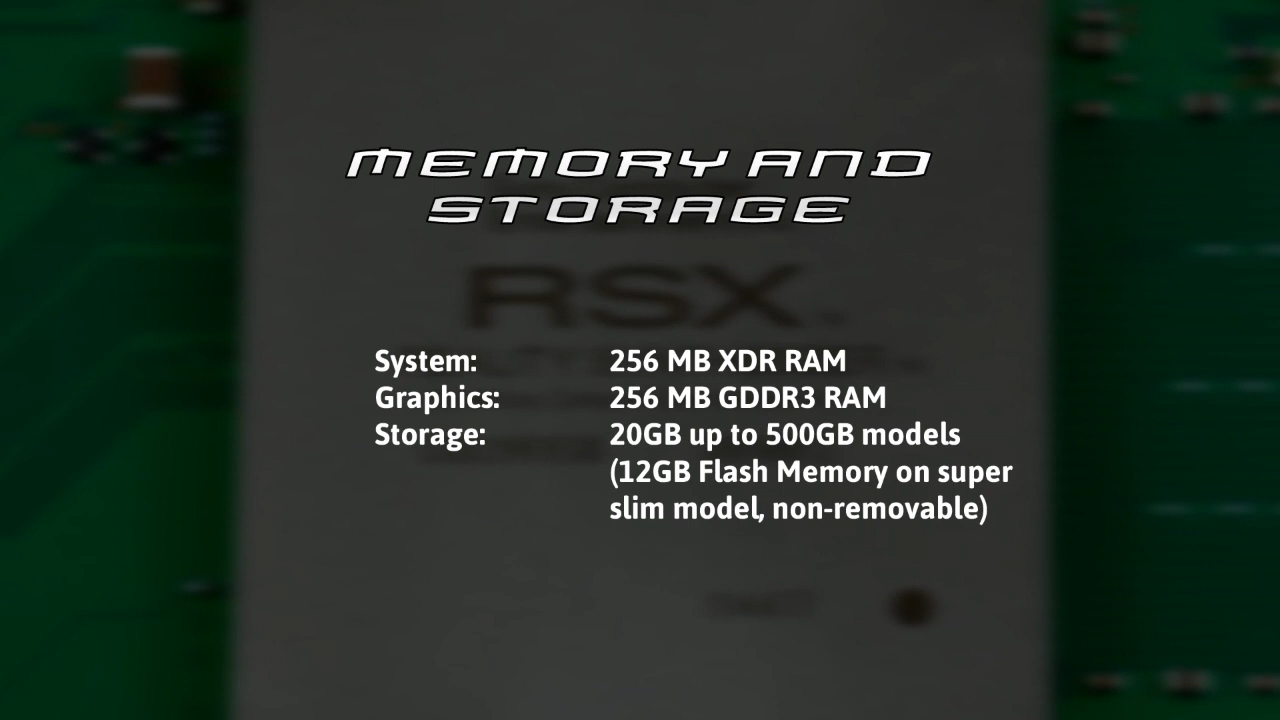 MEMORY AND
STORAGE
RSX
System: 256 MB XDR RAM
Graphics: 256 MB GDDR3 RAM
Storage: 20GB up to 500GB models
(12GB Flash Memory on super
slim model, non-removable)